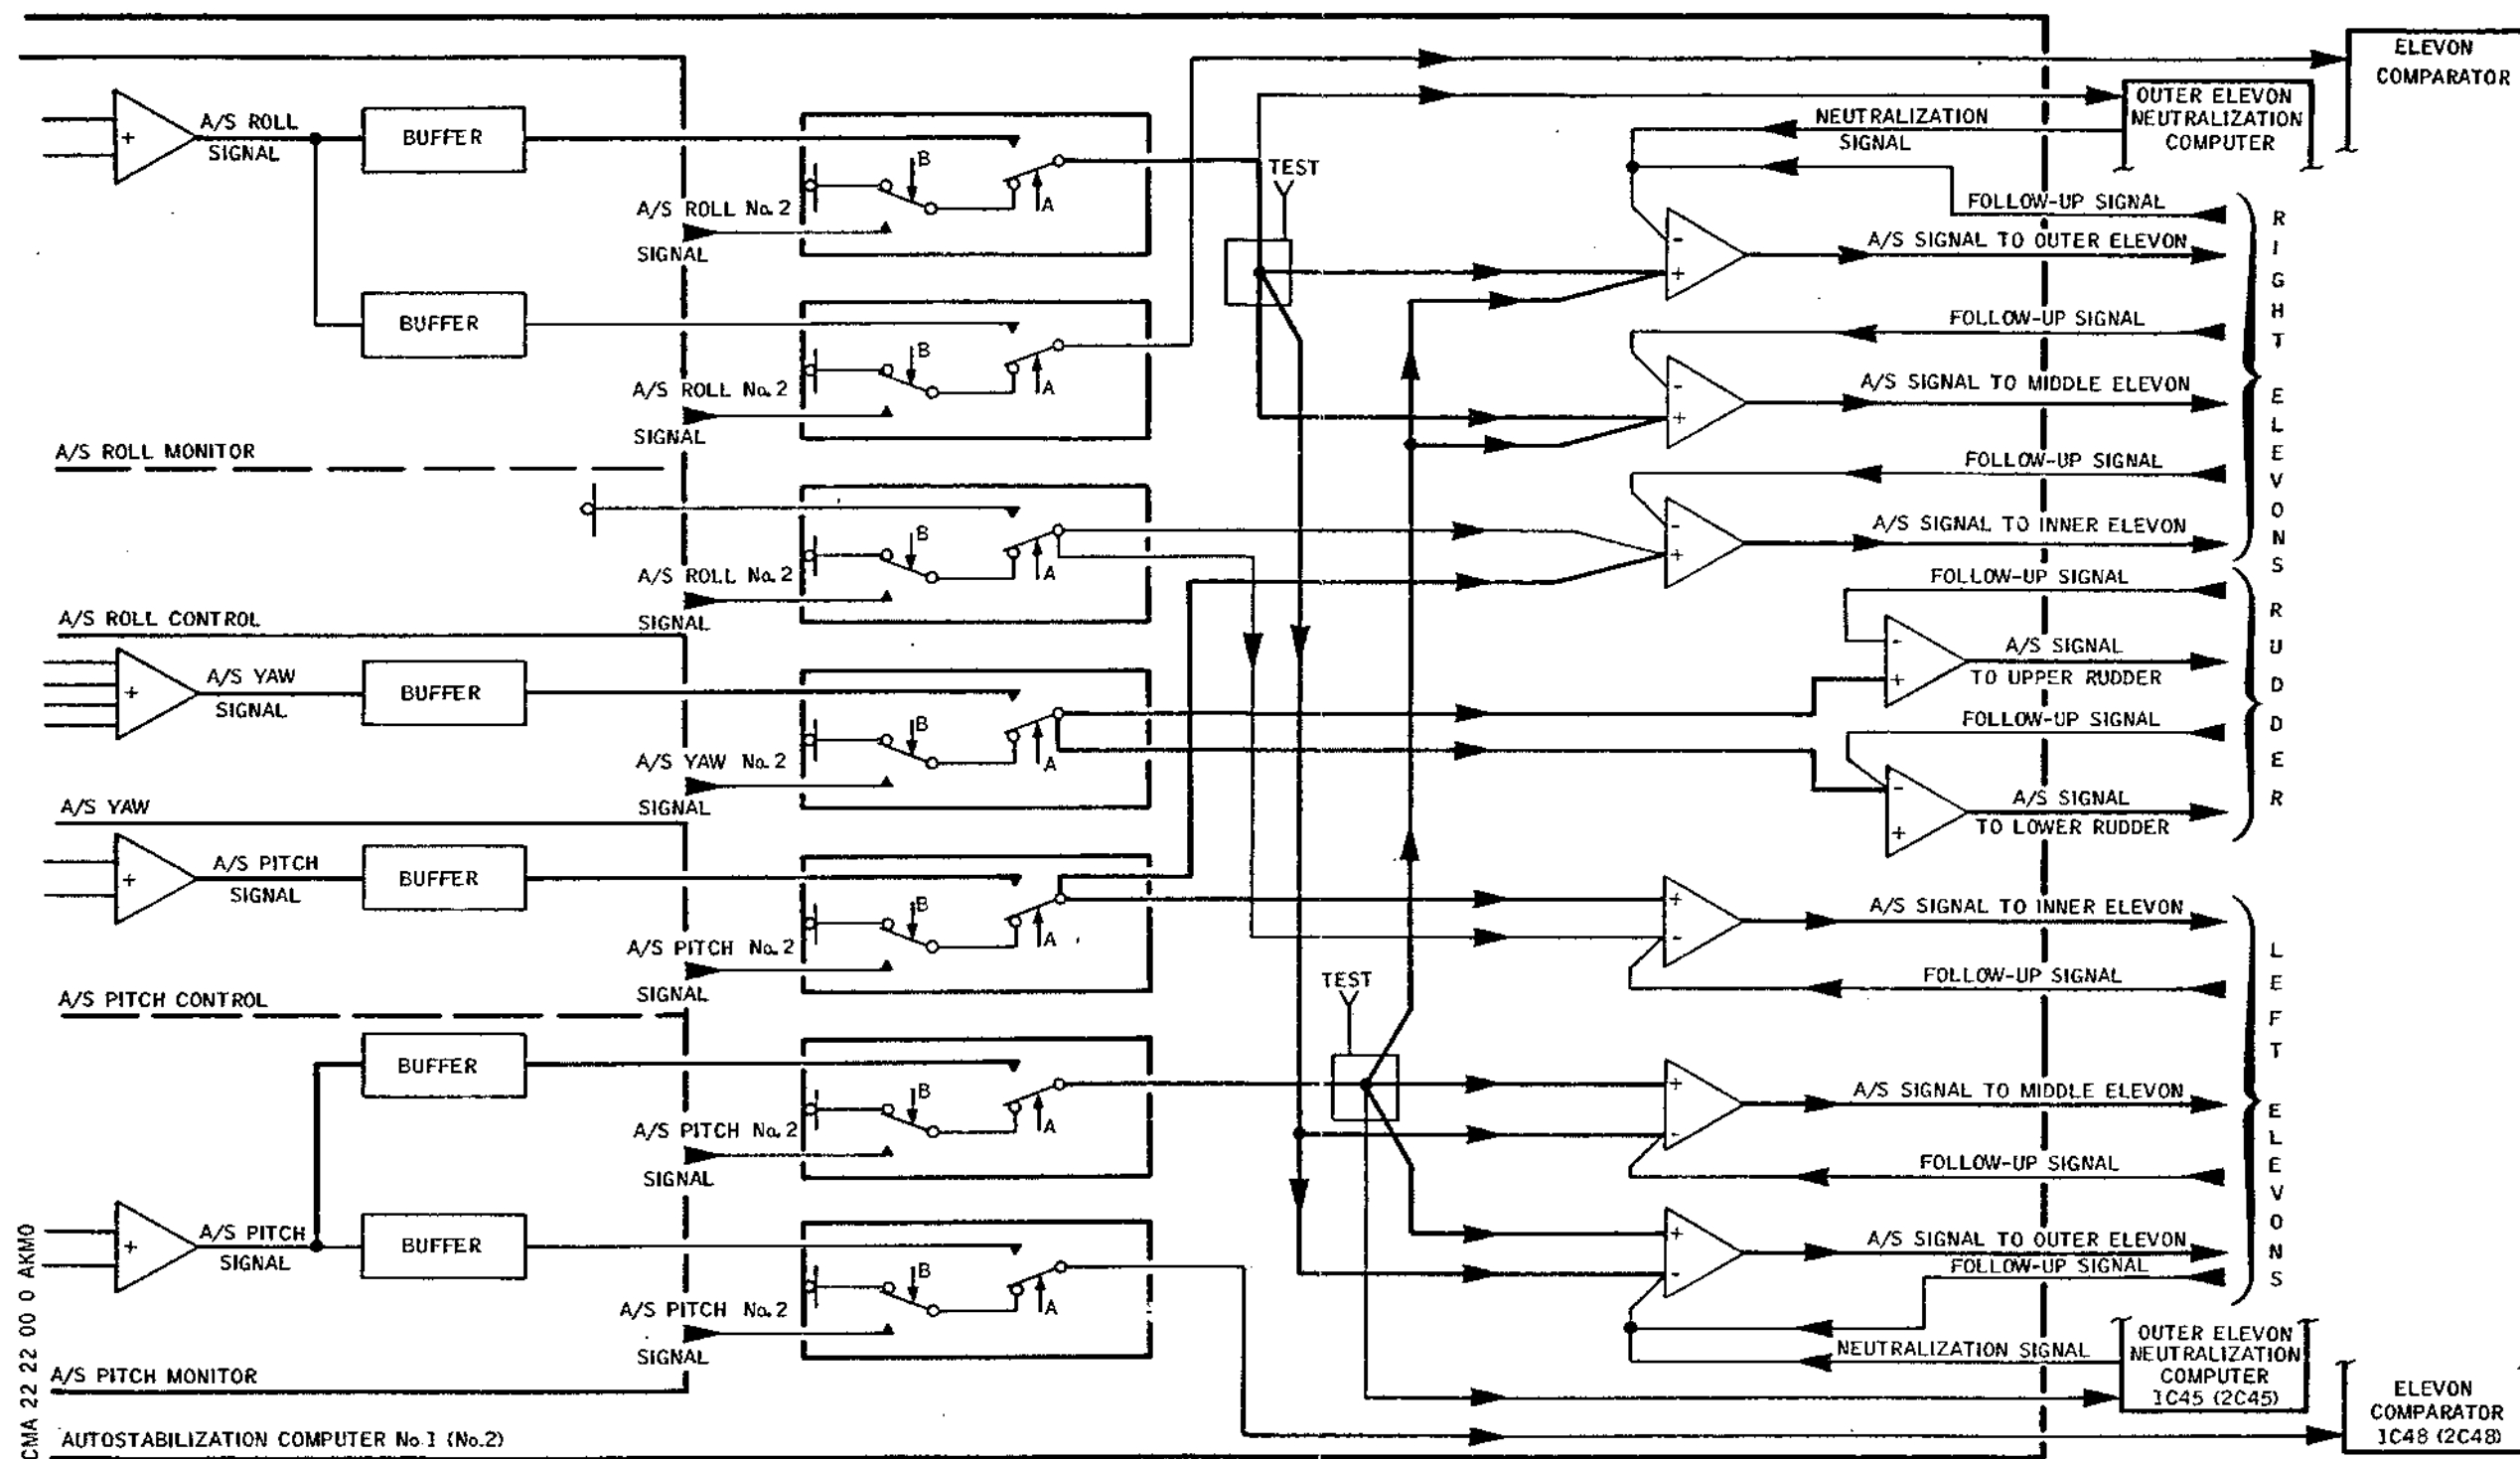 ELEVON
COMPARATOR
OUTER ELEVON
NEUTRALIZATION
COMPUTER
NEUTRALIZATION
SIGNAL
A/S ROLL
SIGNAL
+
BUFFER
B
A
A/S ROLL No.2
SIGNAL
TEST
FOLLOW-UP SIGNAL
-
+
A/S SIGNAL TO OUTER ELEVON
BUFFER
B
A
A/S ROLL No.2
SIGNAL
FOLLOW-UP SIGNAL
-
+
A/S SIGNAL TO MIDDLE ELEVON
RIGHT ELEVONS
A/S ROLL MONITOR
B
A
A/S ROLL No.2
SIGNAL
FOLLOW-UP SIGNAL
-
+
A/S SIGNAL TO INNER ELEVON
A/S ROLL CONTROL
+
A/S YAW
SIGNAL
BUFFER
B
A
A/S YAW No.2
SIGNAL
FOLLOW-UP SIGNAL
-
+
A/S SIGNAL
TO UPPER RUDDER
FOLLOW-UP SIGNAL
-
+
A/S SIGNAL
TO LOWER RUDDER
RUDDER
A/S YAW
+
A/S PITCH
SIGNAL
BUFFER
B
A
A/S PITCH No.2
SIGNAL
+
-
A/S SIGNAL TO INNER ELEVON
FOLLOW-UP SIGNAL
A/S PITCH CONTROL
TEST
BUFFER
B
A
A/S PITCH No.2
SIGNAL
+
-
A/S SIGNAL TO MIDDLE ELEVON
FOLLOW-UP SIGNAL
LEFT ELEVONS
+
A/S PITCH
SIGNAL
BUFFER
B
A
A/S PITCH No.2
SIGNAL
+
-
A/S SIGNAL TO OUTER ELEVON
FOLLOW-UP SIGNAL
NEUTRALIZATION SIGNAL
OUTER ELEVON
NEUTRALIZATION
COMPUTER
1C45 (2C45)
A/S PITCH MONITOR
ELEVON
COMPARATOR
1C48 (2C48)
AUTOSTABILIZATION COMPUTER No.1 (No.2)
CMA 22 22 00 0 AKM0